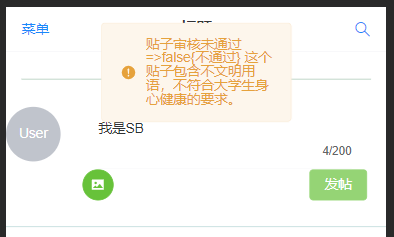 菜单
贴子审核未通过
=>false{不通过} 这个
贴子包含不文明用
语，不符合大学生身
心健康的要求。
User
我是SB
4/200
发帖